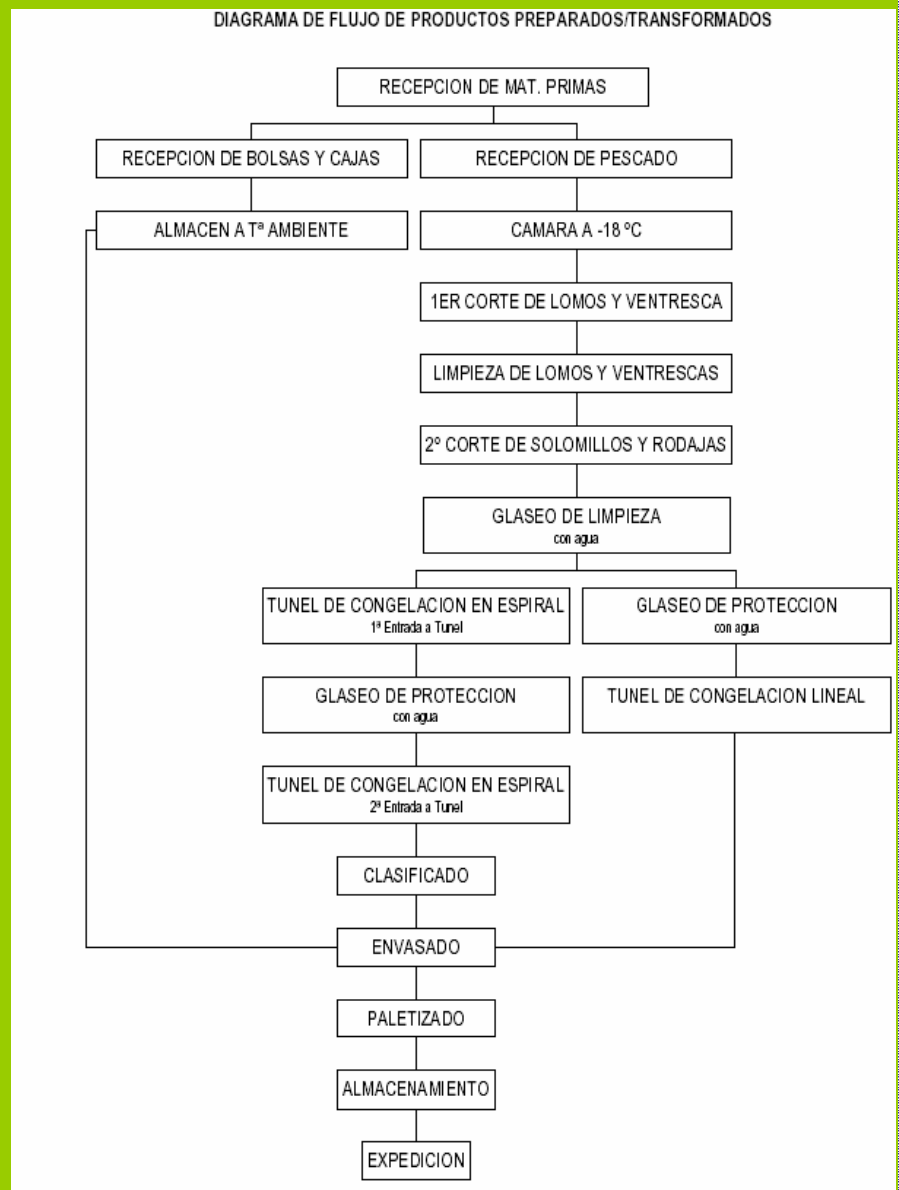 DIAGRAMA DE FLUJO DE PRODUCTOS PREPARADOS/TRANSFORMADOS
RECEPCION DE MAT. PRIMAS
RECEPCION DE BOLSAS Y CAJAS
RECEPCION DE PESCADO
ALMACEN A Tª AMBIENTE
CAMARA A -18 ºC
1ER CORTE DE LOMOS Y VENTRESCA
LIMPIEZA DE LOMOS Y VENTRESCAS
2º CORTE DE SOLOMILLOS Y RODAJAS
GLASEO DE LIMPIEZA
con agua
TUNEL DE CONGELACION EN ESPIRAL
1ª Entrada a Tunel
GLASEO DE PROTECCION
con agua
GLASEO DE PROTECCION
con agua
TUNEL DE CONGELACION LINEAL
TUNEL DE CONGELACION EN ESPIRAL
2ª Entrada a Tunel
CLASIFICADO
ENVASADO
PALETIZADO
ALMACENAMIENTO
EXPEDICION